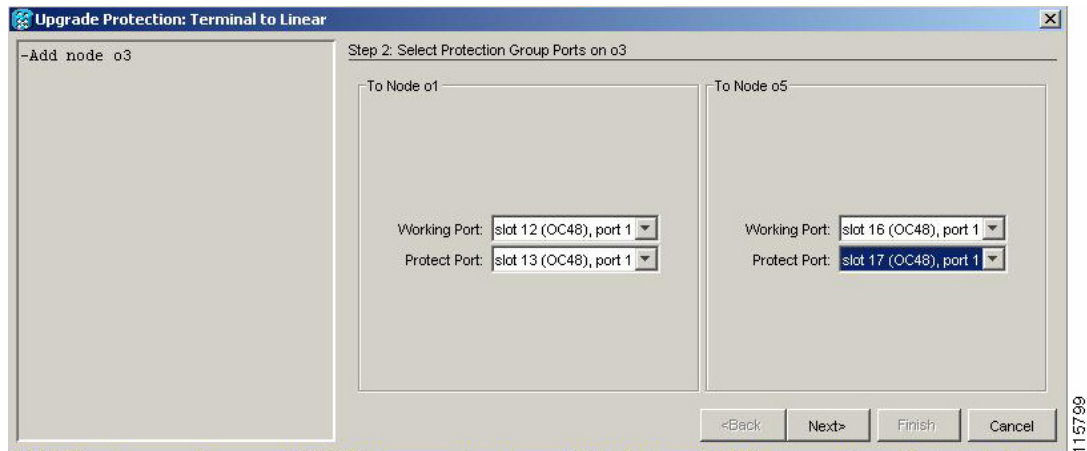 Upgrade Protection: Terminal to Linear
-Add node o3
Step 2: Select Protection Group Ports on o3
To Node o1
Working Port: slot 12 (OC48), port 1
Protect Port: slot 13 (OC48), port 1
To Node o5
Working Port: slot 16 (OC48), port 1
Protect Port: slot 17 (OC48), port 1
<Back Next> Finish Cancel
115799